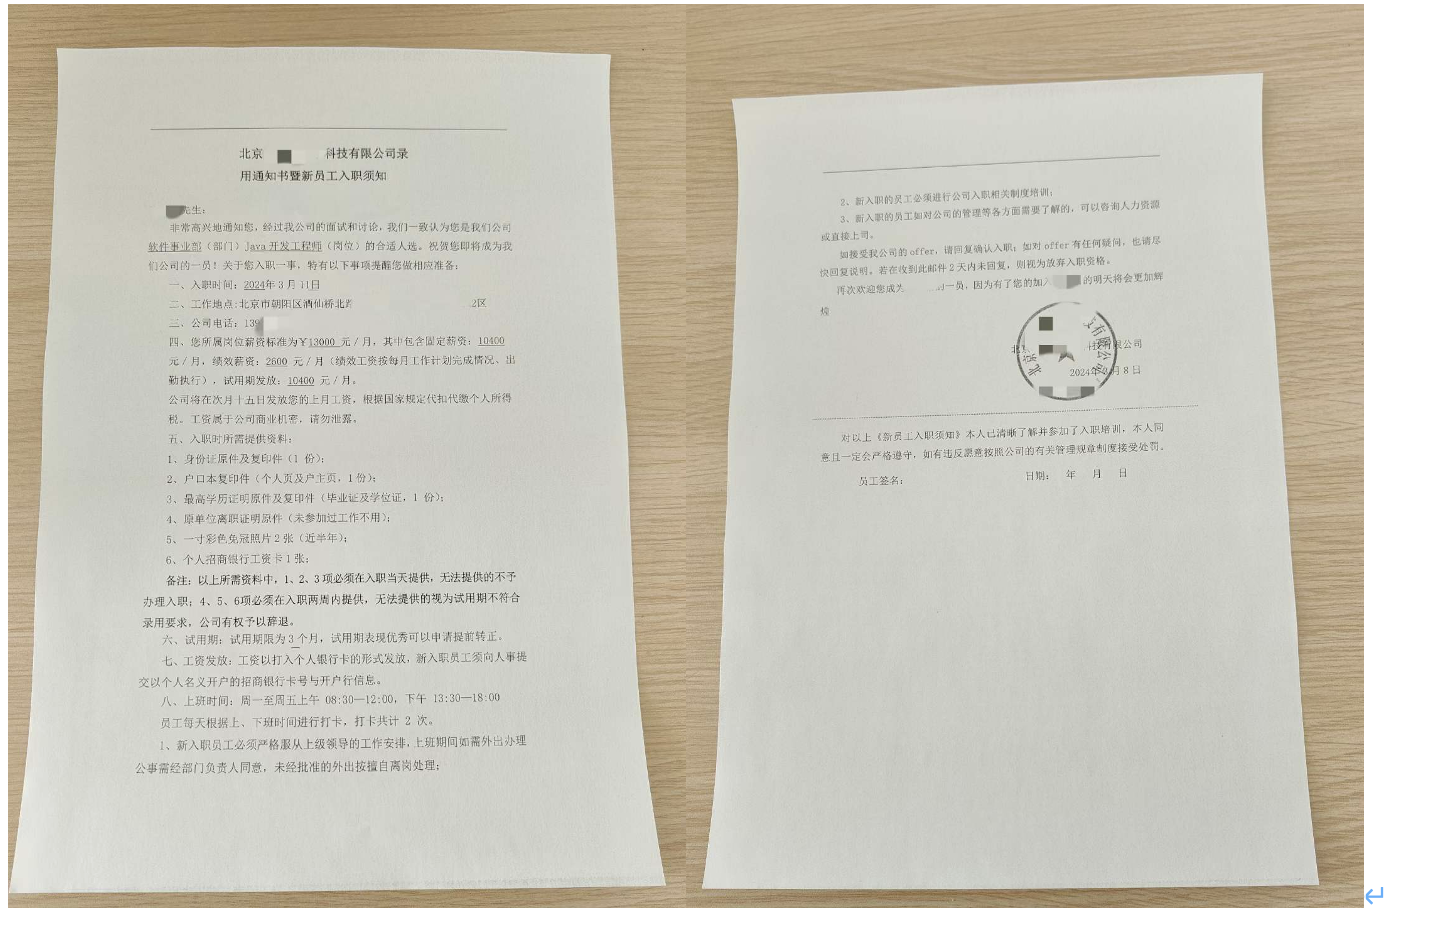 北京 科技有限公司录
用通知书暨新员工入职须知
先生：
非常高兴地通知您，经过我公司的面试和讨论，我们一致认为您是我们公司
软件事业部（部门）Java开发工程师（岗位）的合适人选。祝贺您即将成为我
们公司的一员！关于您入职一事，特有以下事项提醒您做相应准备：
一、入职时间：2024年3月11日
二、工作地点:北京市朝阳区酒仙桥北路 2区
三、公司电话：139
四、您所属岗位薪资标准为￥13000 元／月，其中包含固定薪资：10400
元／月，绩效薪资：2600 元／月（绩效工资按每月工作计划完成情况、出
勤执行），试用期发放：10400 元／月。
公司将在次月十五日发放您的上月工资，根据国家规定代扣代缴个人所得
税。工资属于公司商业机密，请勿泄露。
五、入职时所需提供资料：
1、身份证原件及复印件（1 份）；
2、户口本复印件（个人页及户主页，1份）；
3、最高学历证明原件及复印件（毕业证及学位证，1 份）；
4、原单位离职证明原件（未参加过工作不用）；
5、一寸彩色免冠照片2张（近半年）；
6、个人招商银行工资卡1张；
备注：以上所需资料中，1、2、3项必须在入职当天提供，无法提供的不予
办理入职；4、5、6项必须在入职两周内提供，无法提供的视为试用期不符合
录用要求，公司有权予以辞退。
六、试用期：试用期限为3个月，试用期表现优秀可以申请提前转正。
七、工资发放：工资以打入个人银行卡的形式发放，新入职员工须向人事提
交以个人名义开户的招商银行卡号与开户行信息。
八、上班时间：周一至周五上午 08:30—12:00，下午 13:30—18:00
员工每天根据上、下班时间进行打卡，打卡共计 2 次。
1、新入职员工必须严格服从上级领导的工作安排，上班期间如需外出办理
公事需经部门负责人同意，未经批准的外出按擅自离岗处理；
2、新入职的员工必须进行公司入职相关制度培训；
3、新入职的员工如对公司的管理等各方面需要了解的，可以咨询人力资源
或直接上司。
如接受我公司的offer，请回复确认入职；如对offer有任何疑问，也请尽
快回复说明。若在收到此邮件2天内未回复，则视为放弃入职资格。
再次欢迎您成为 的一员，因为有了您的加入 的明天将会更加辉
煌
北京 科技有限公司
2024年3月8日
对以上《新员工入职须知》本人已清晰了解并参加了入职培训，本人同
意且一定会严格遵守，如有违反愿意按照公司的有关管理规章制度接受处罚。
员工签名： 日期： 年 月 日